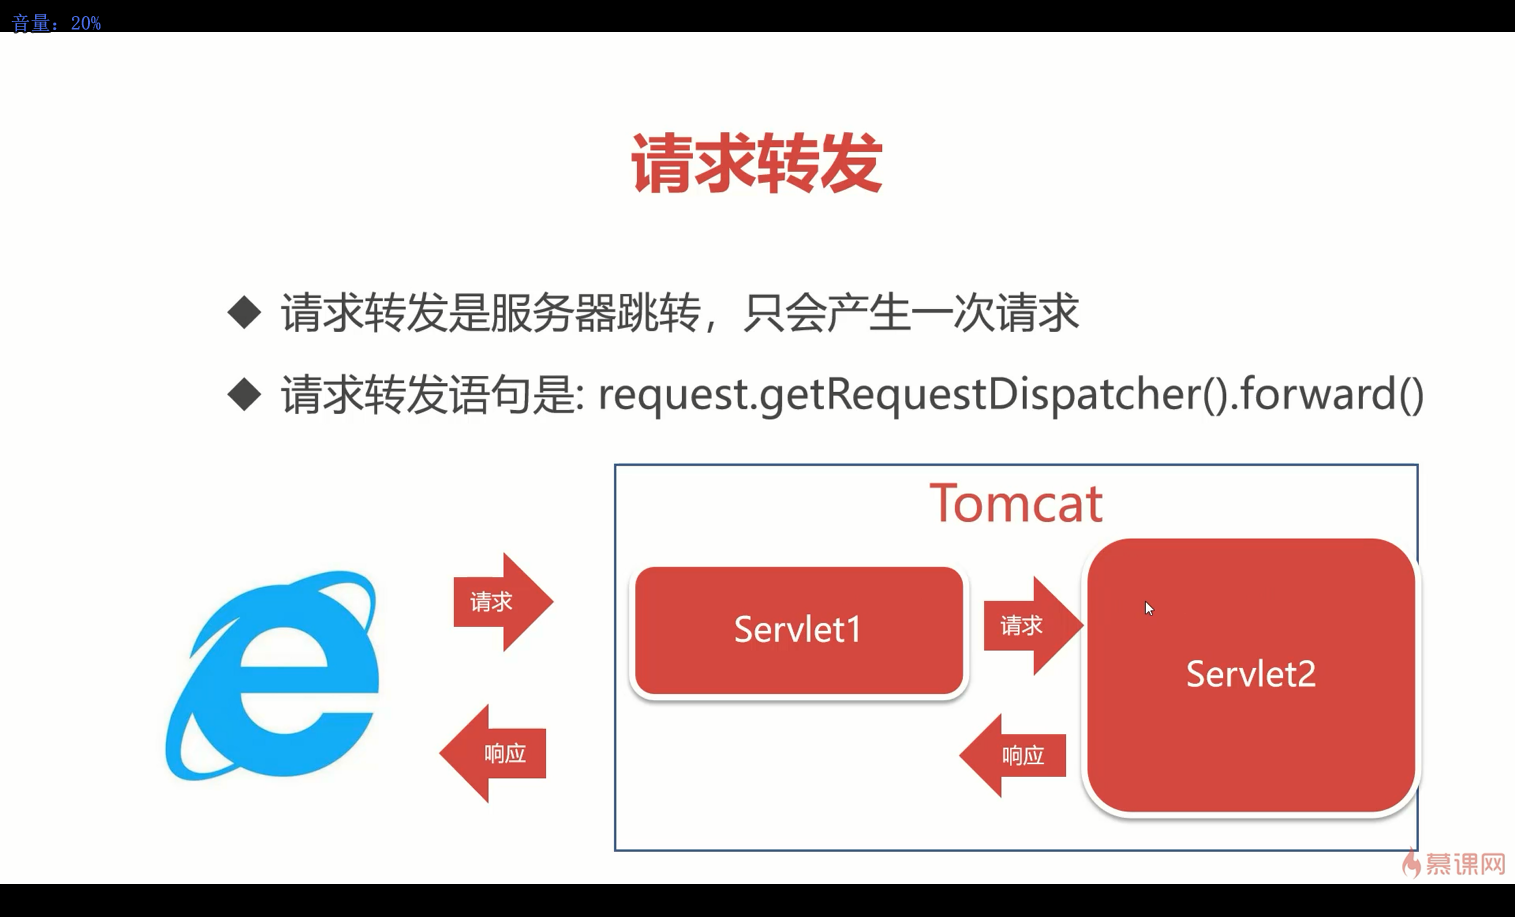 音量: 20%
请求转发
◆ 请求转发是服务器跳转，只会产生一次请求
◆ 请求转发语句是: request.getRequestDispatcher().forward()
Tomcat
请求
Servlet1
请求
Servlet2
响应
响应
慕课网